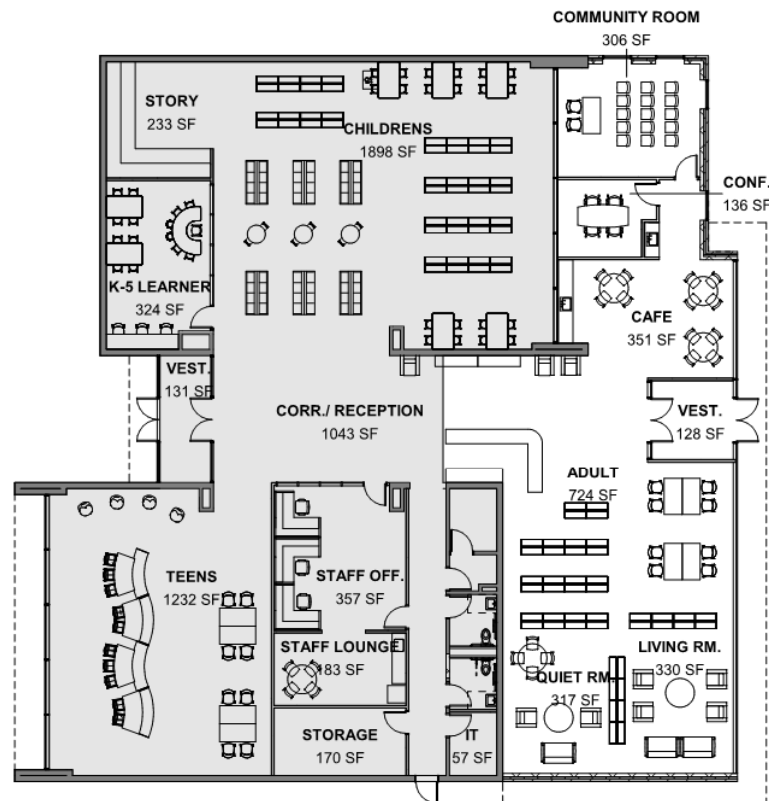 COMMUNITY ROOM
306 SF
STORY
233 SF
CHILDRENS
1898 SF
CONF.
136 SF
K-5 LEARNER
324 SF
CAFE
351 SF
VEST.
131 SF
CORR./ RECEPTION
1043 SF
VEST.
128 SF
ADULT
724 SF
TEENS
1232 SF
STAFF OFF.
357 SF
STAFF LOUNGE
183 SF
LIVING RM.
330 SF
QUIET RM.
317 SF
STORAGE
170 SF
IT
57 SF